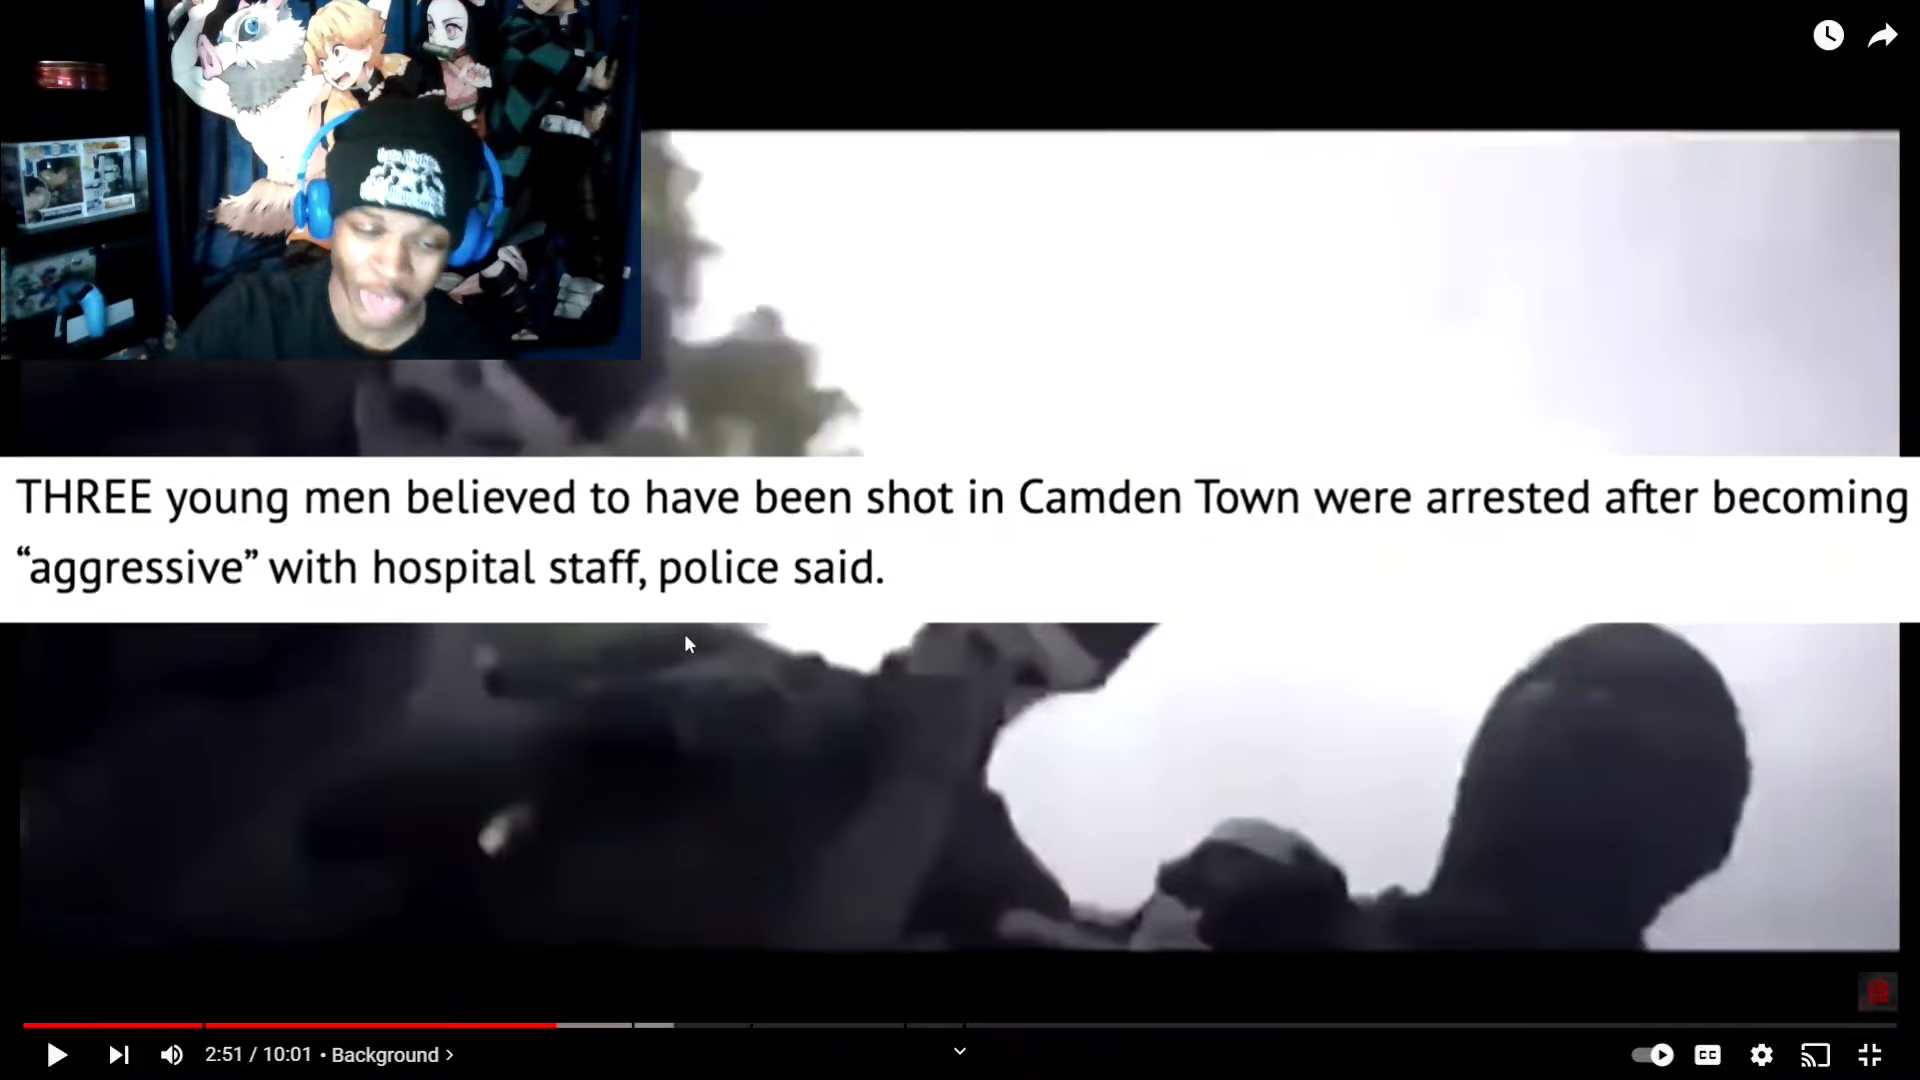 THREE young men believed to have been shot in Camden Town were arrested after becoming
“aggressive” with hospital staff, police said.
2:51 / 10:01 • Background ›
CC